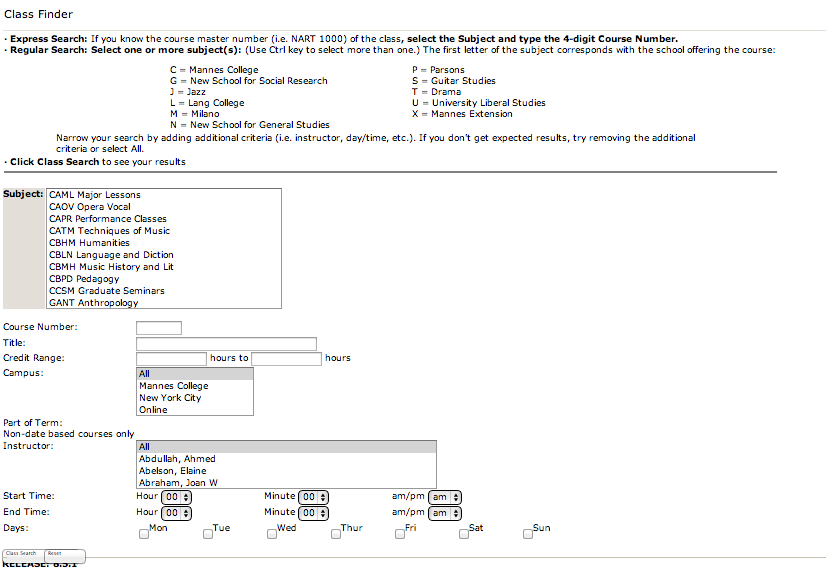 Class Finder
· Express Search: If you know the course master number (i.e. NART 1000) of the class, select the Subject and type the 4-digit Course Number.
· Regular Search: Select one or more subject(s): (Use Ctrl key to select more than one.) The first letter of the subject corresponds with the school offering the course:
C = Mannes College P = Parsons
G = New School for Social Research S = Guitar Studies
J = Jazz T = Drama
L = Lang College U = University Liberal Studies
M = Milano X = Mannes Extension
N = New School for General Studies
Narrow your search by adding additional criteria (i.e. instructor, day/time, etc.). If you don't get expected results, try removing the additional
criteria or select All.
· Click Class Search to see your results
Subject: CAML Major Lessons
CAOV Opera Vocal
CAPR Performance Classes
CATM Techniques of Music
CBHM Humanities
CBLN Language and Diction
CBMH Music History and Lit
CBPD Pedagogy
CCSM Graduate Seminars
GANT Anthropology
Course Number:
Title:
Credit Range: hours to hours
Campus: All
Mannes College
New York City
Online
Part of Term:
Non-date based courses only
Instructor: All
Abdullah, Ahmed
Abelson, Elaine
Abraham, Joan W
Start Time: Hour 00 Minute 00 am/pm am
End Time: Hour 00 Minute 00 am/pm am
Days: Mon Tue Wed Thur Fri Sat Sun
Class Search Reset
RELEASE: 8.5.1